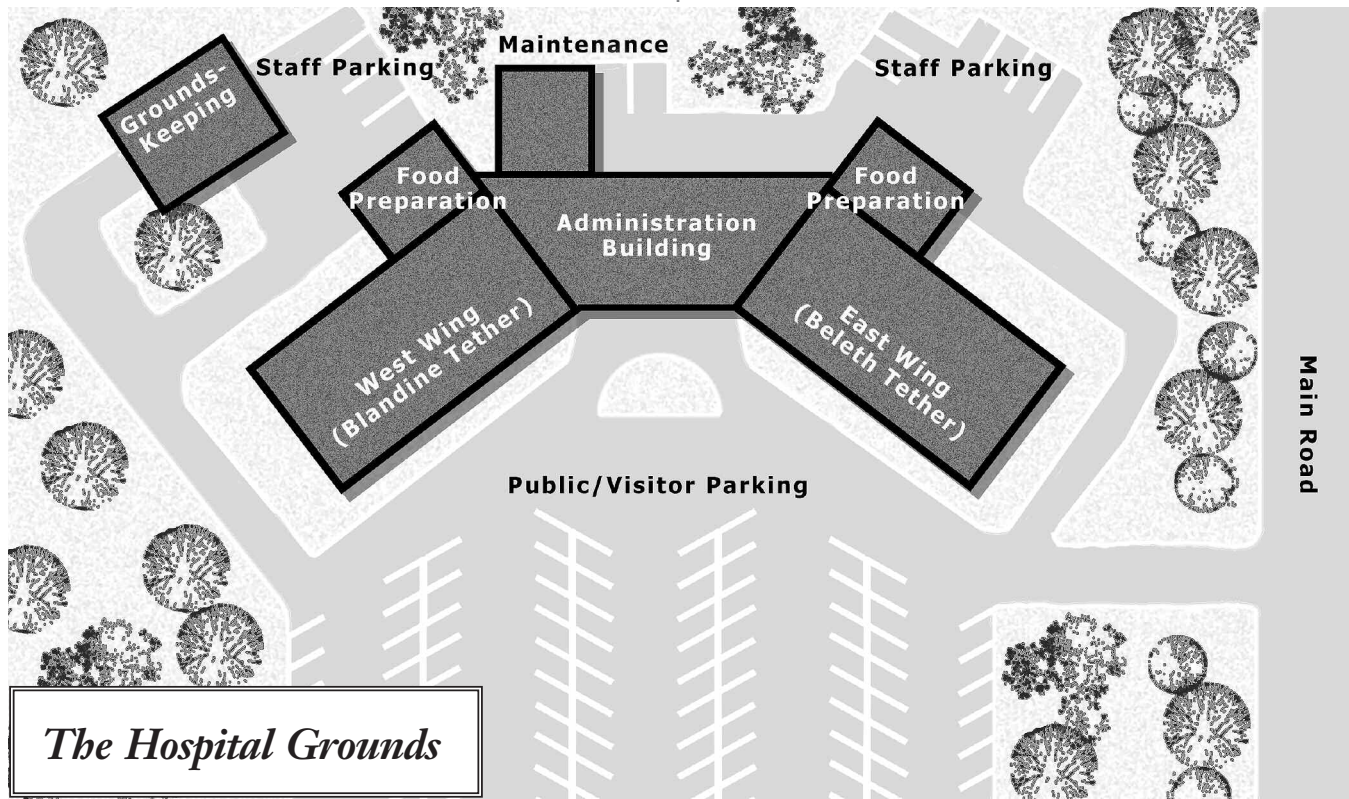 Maintenance
Staff Parking
Staff Parking
Grounds-
Keeping
Food
Preparation
Food
Preparation
Administration
Building
West Wing
(Blandine Tether)
East Wing
(Beleth Tether)
Main Road
Public/Visitor Parking
The Hospital Grounds